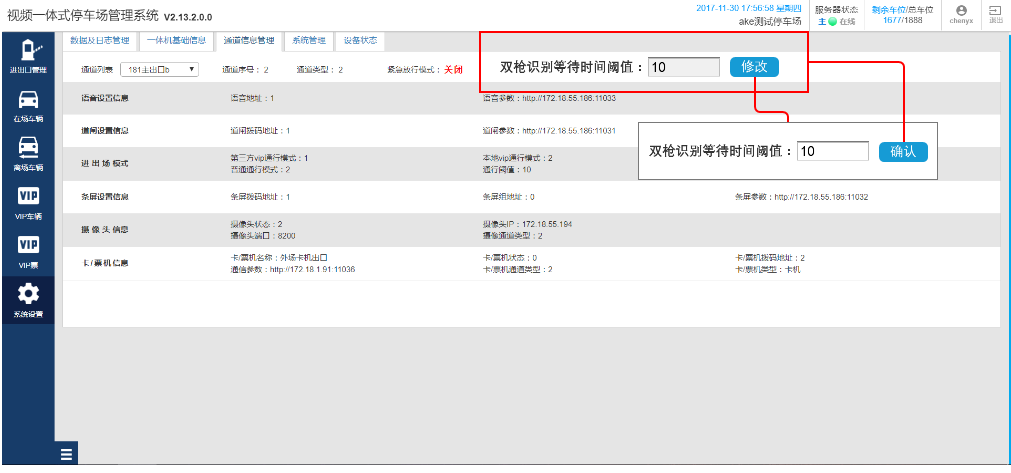 视频一体式停车场管理系统 V2.13.2.0.0
2017-11-30 17:56:58 星期四
ake测试停车场
服务器状态
主 在线
剩余车位/总车位
1677/1888
chenyx
退出
进出口管理
在场车辆
离场车辆
VIP
VIP车辆
VIP
VIP票
系统设置
数据及日志管理 一体机基础信息 通道信息管理 系统管理 设备状态
通道列表 181主出口b 通道序号：2 通道类型：2 紧急放行模式：关闭
双枪识别等待时间阈值：10 修改
双枪识别等待时间阈值：10 确认
语音设置信息 语言地址：1 语言参数：http://172.18.55.186:11033
道闸设置信息 道闸拨码地址：1 道闸参数：http://172.18.55.186:11031
进 出 场 模式 第三方vip通行模式：1 本地vip通行模式：2
普通通行模式：2 通行阈值：10
条屏设置信息 条屏拨码地址：1 条屏组地址：0 条屏参数：http://172.18.55.186:11032
摄 像 头 信息 摄像头状态：2 摄像头IP：172.18.55.194
摄像头端口：8200 摄像通道类型：2
卡/票机 信息 卡/票机名称：外场卡机出口 卡/票机状态：0 卡/票机拨码地址：2
通信参数：http://172.18.1.91:11036 卡/票机通道类型：2 卡/票机类型：卡机